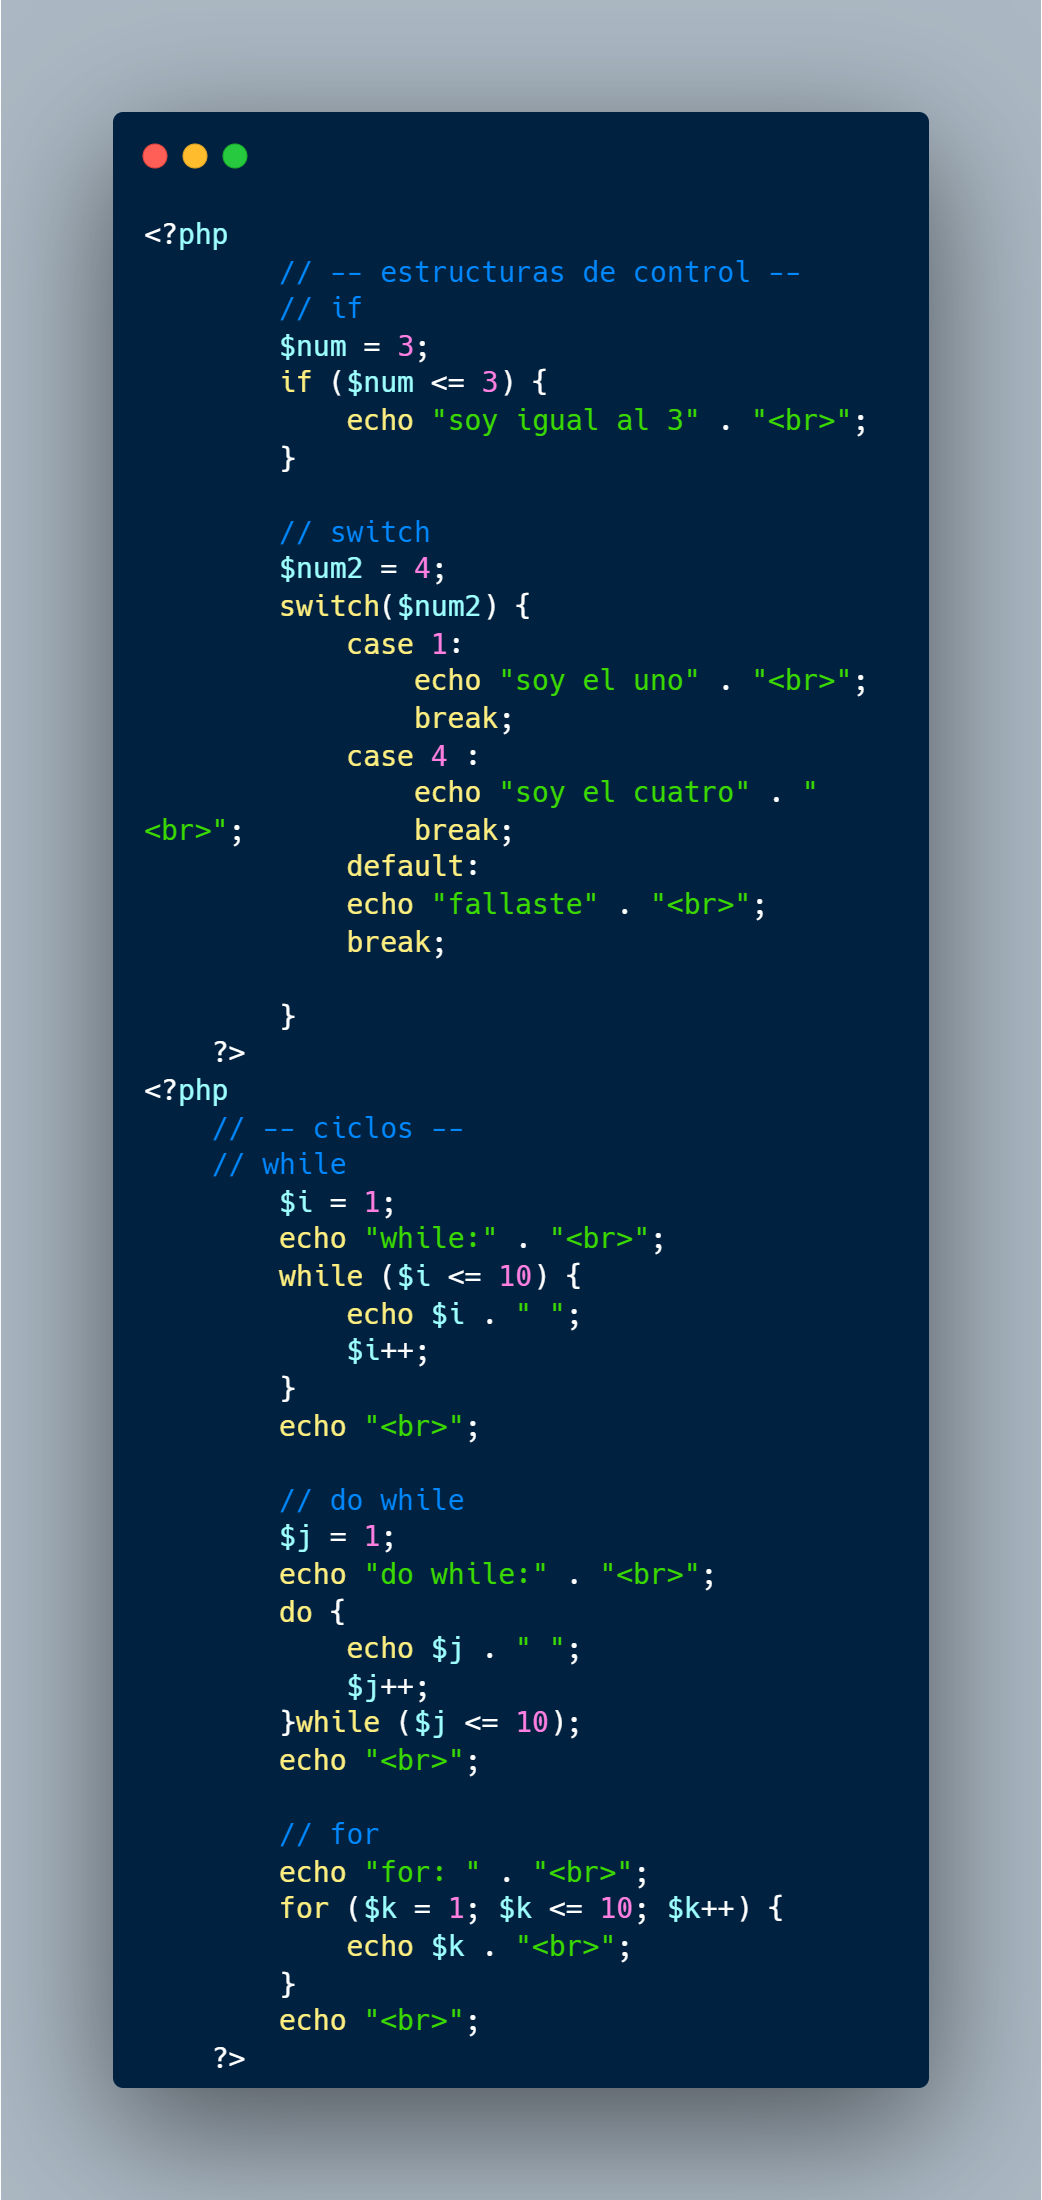 <?php
        // -- estructuras de control --
        // if
        $num = 3;
        if ($num <= 3) {
            echo "soy igual al 3" . "<br>";
        }

        // switch
        $num2 = 4;
        switch($num2) {
            case 1:
                echo "soy el uno" . "<br>";
                break;
            case 4 :
                echo "soy el cuatro" . "
<br>";          break;
            default:
            echo "fallaste" . "<br>";
            break;

        }
    ?>
<?php
    // -- ciclos --
    // while
        $i = 1;
        echo "while:" . "<br>";
        while ($i <= 10) {
            echo $i . " ";
            $i++;
        }
        echo "<br>";

        // do while
        $j = 1;
        echo "do while:" . "<br>";
        do {
            echo $j . " ";
            $j++;
        }while ($j <= 10);
        echo "<br>";

        // for
        echo "for: " . "<br>";
        for ($k = 1; $k <= 10; $k++) {
            echo $k . "<br>";
        }
        echo "<br>";
    ?>